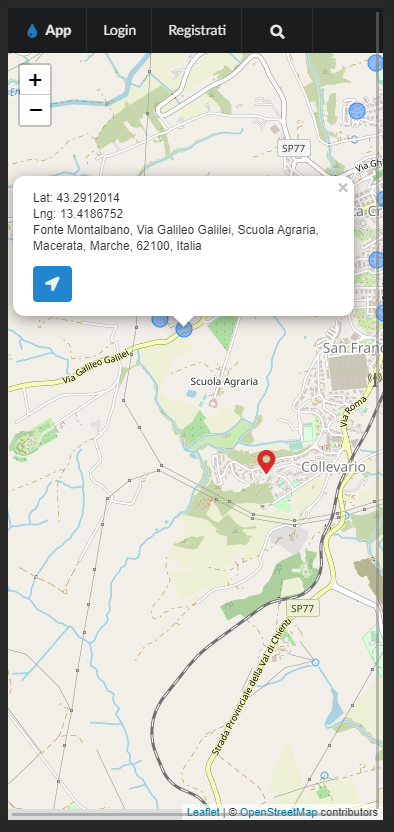 App Login Registrati
+
−
SP77
×
Lat: 43.2912014
Lng: 13.4186752
Fonte Montalbano, Via Galileo Galilei, Scuola Agraria,
Macerata, Marche, 62100, Italia
Via Galileo Galilei
San Franc
Scuola Agraria
Via Roma
Collevario
SP77
Strada Provinciale della Val di Chienti
Leaflet | © OpenStreetMap contributors